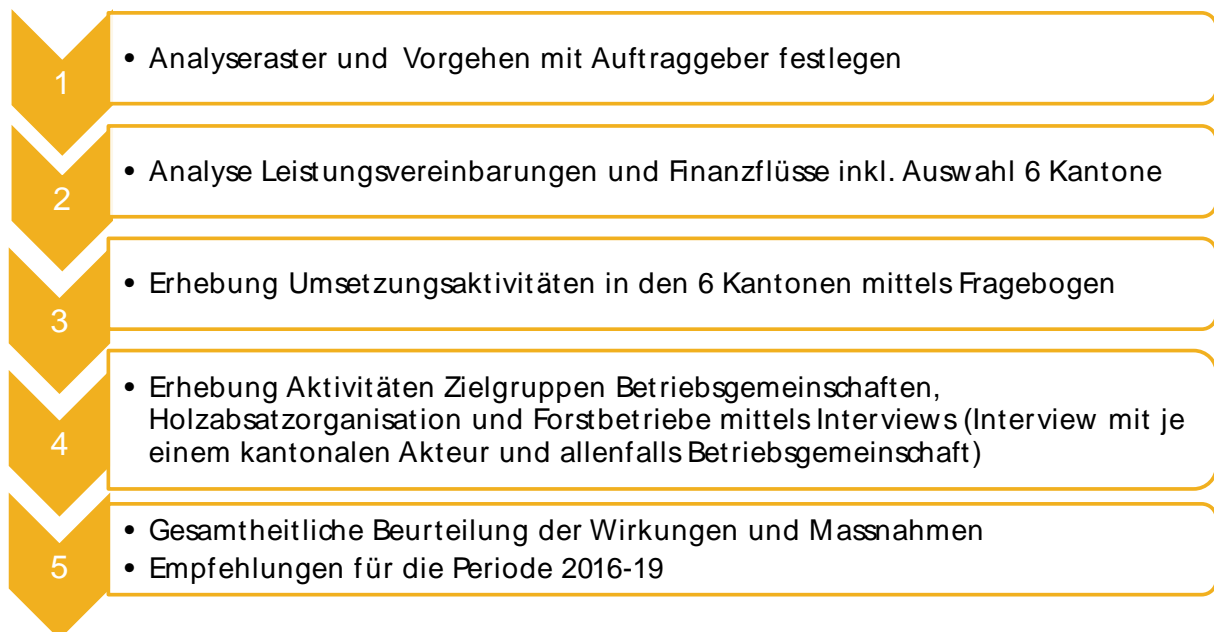 1
• Analyseraster und Vorgehen mit Auftraggeber festlegen
2
• Analyse Leistungsvereinbarungen und Finanzflüsse inkl. Auswahl 6 Kantone
3
• Erhebung Umsetzungsaktivitäten in den 6 Kantonen mittels Fragebogen
4
• Erhebung Aktivitäten Zielgruppen Betriebsgemeinschaften,
Holzabsatzorganisation und Forstbetriebe mittels Interviews (Interview mit je
einem kantonalen Akteur und allenfalls Betriebsgemeinschaft)
5
• Gesamtheitliche Beurteilung der Wirkungen und Massnahmen
• Empfehlungen für die Periode 2016-19